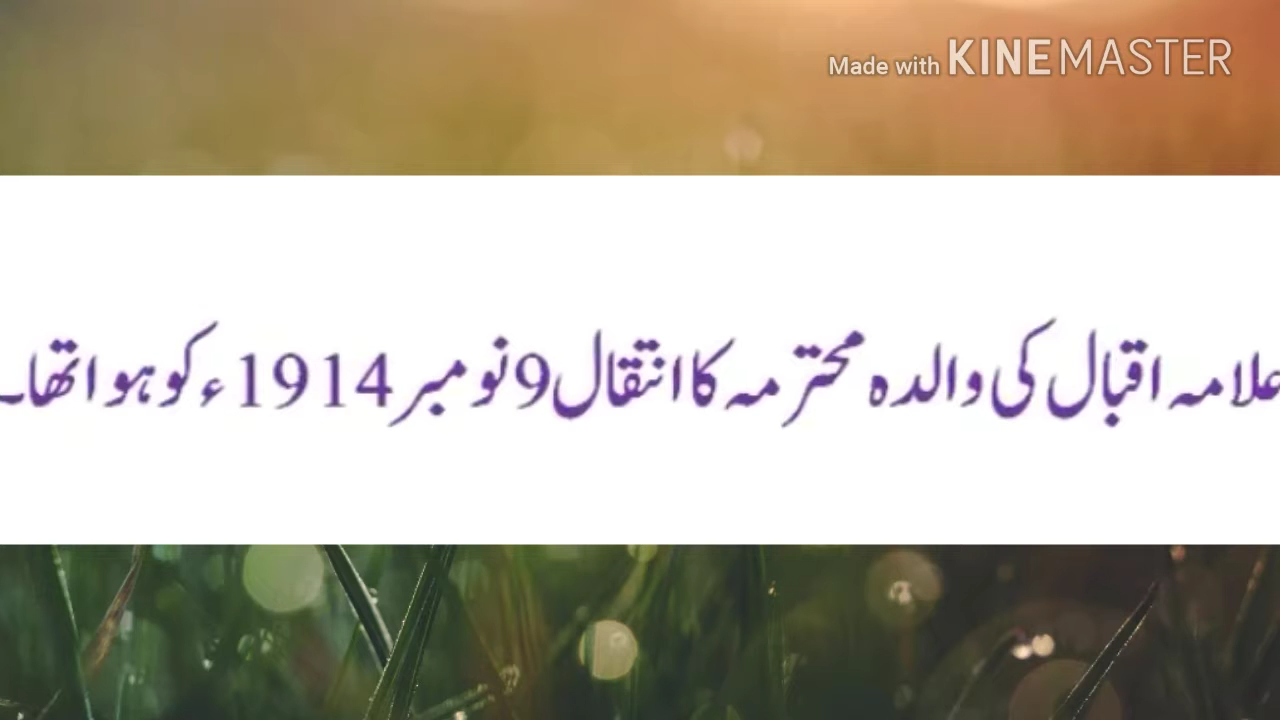 Made with KINEMASTER
علامہ اقبال کی والدہ محترمہ کا انتقال 9 نومبر 1914ء کو ہوا تھا۔